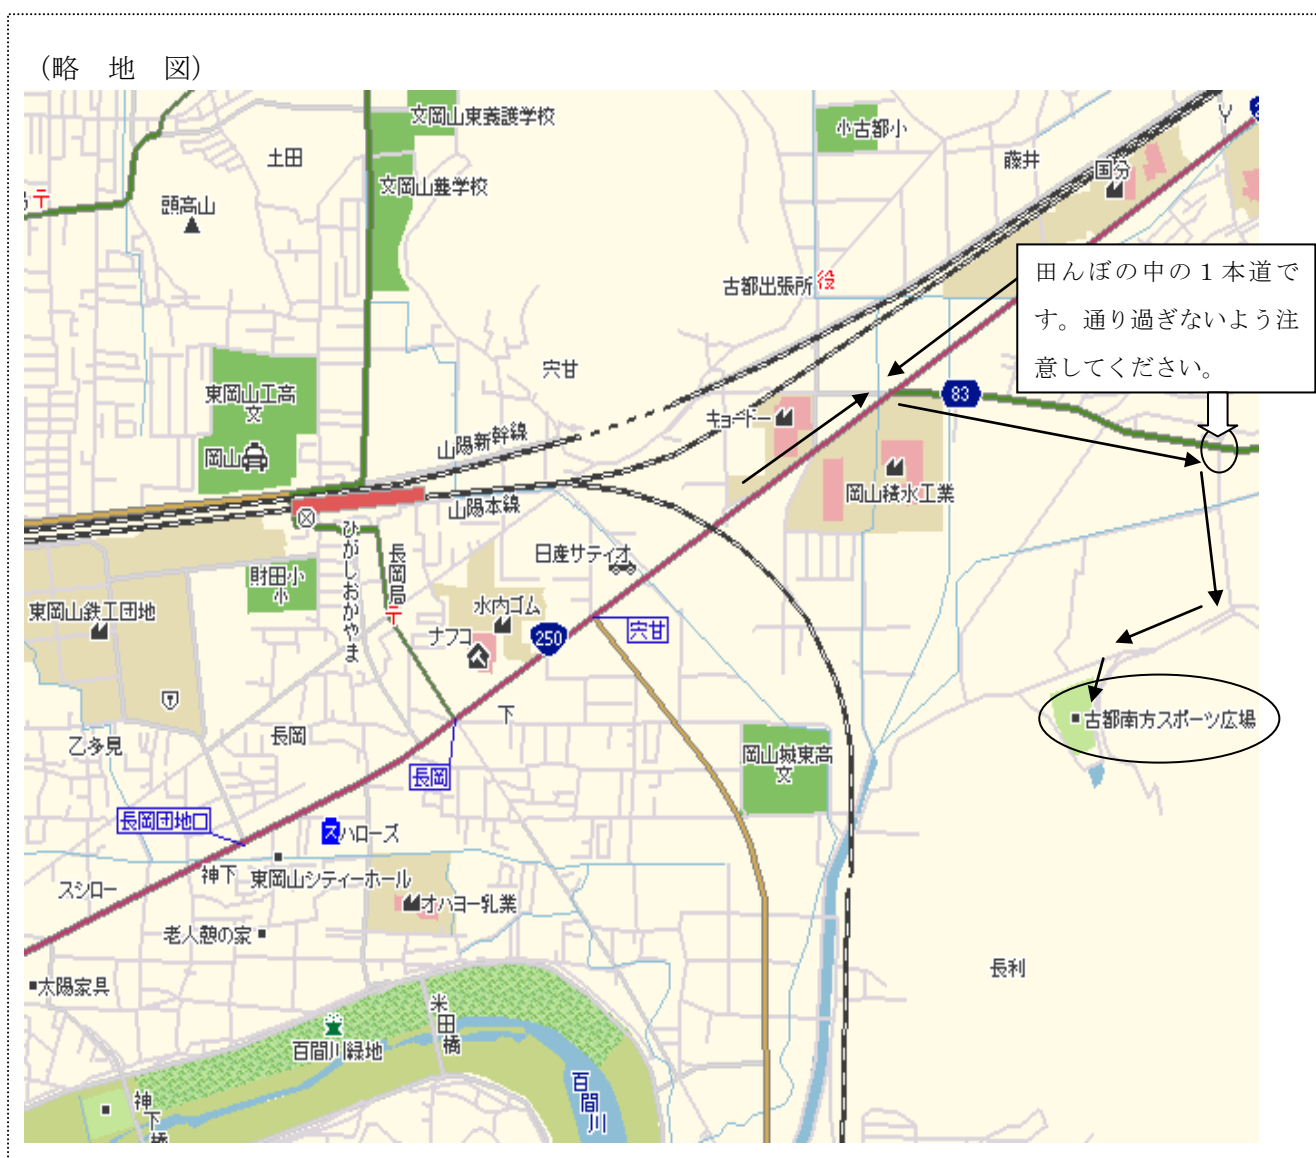 （略　地　図）
文岡山東養護学校
小古都小
土田
藤井
国分
文岡山聾学校
〒
頭高山
古都出張所
役
田んぼの中の１本道で
す。通り過ぎないよう注
意してください。
穴甘
東岡山工高
文
83
キョードー
山陽新幹線
岡山
岡山積水工業
山陽本線
ひがしおかやま
長岡局
〒
日産サティオ
財田小
小
水内ゴム
東岡山鉄工団地
ナフコ
250
穴甘
下
古都南方スポーツ広場
長岡
乙多見
岡山城東高
文
長岡
長岡団地口
ス
ハローズ
神下
東岡山シティーホール
スシロー
オハヨー乳業
老人憩の家
長利
太陽家具
米田橋
百間川緑地
百間川
神下橋